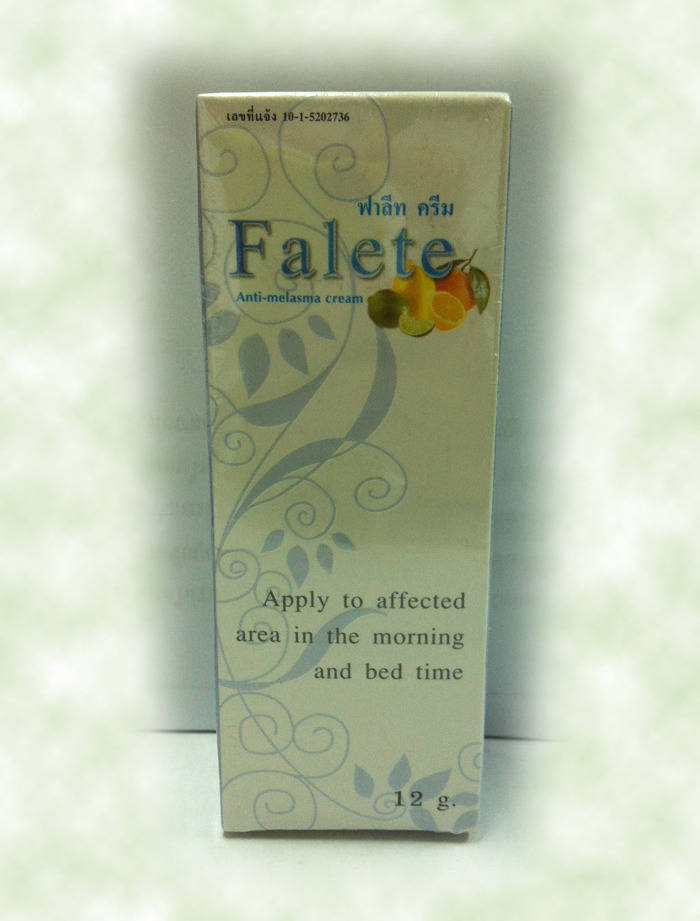 เลขที่แจ้ง 10-1-5202736
ฟาลีท ครีม
Falete
Anti-melasma cream
Apply to affected
area in the morning
and bed time
12 g.